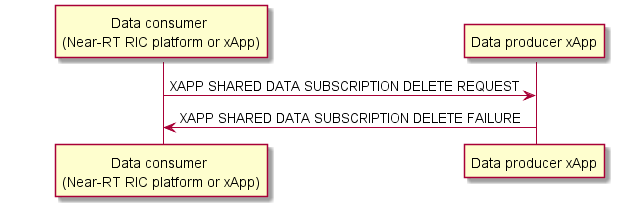 Data consumer
(Near-RT RIC platform or xApp)
Data producer xApp
XAPP SHARED DATA SUBSCRIPTION DELETE REQUEST
XAPP SHARED DATA SUBSCRIPTION DELETE FAILURE
Data consumer
(Near-RT RIC platform or xApp)
Data producer xApp